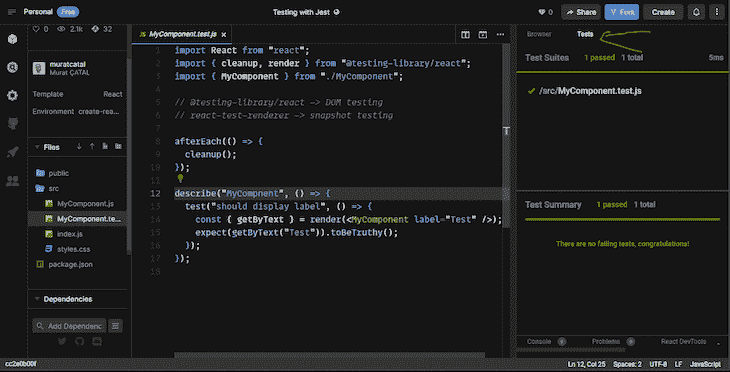 Personal Free
Testing with Jest
Share
Fork
Create
0 2.1k 32
muratcatal
Murat ÇATAL
Template React
Environment create-reac...
Files
public
src
MyComponent.js
MyComponent.te...
index.js
styles.css
package.json
Dependencies
Add Dependenc
MyComponent.test.js ×
1 import React from "react";
2 import { cleanup, render } from "@testing-library/react";
3 import { MyComponent } from "./MyComponent";
4
5 // @testing-library/react -> DOM testing
6 // react-test-renderer -> snapshot testing
7
8 afterEach(() => {
9 cleanup();
10 });
11
12 describe("MyCompnent", () => {
13 test("should display label", () => {
14 const { getByText } = render(<MyComponent label="Test" />);
15 expect(getByText("Test")).toBeTruthy();
16 });
17 });
18
Browser Tests
Test Suites 1 passed 1 total 5ms
/src/MyComponent.test.js
Test Summary 1 passed 1 total
There are no failing tests, congratulations!
Console 0 Problems 0 React DevTools
cc2e0b00f
Ln 12, Col 25 Spaces: 2 UTF-8 LF JavaScript